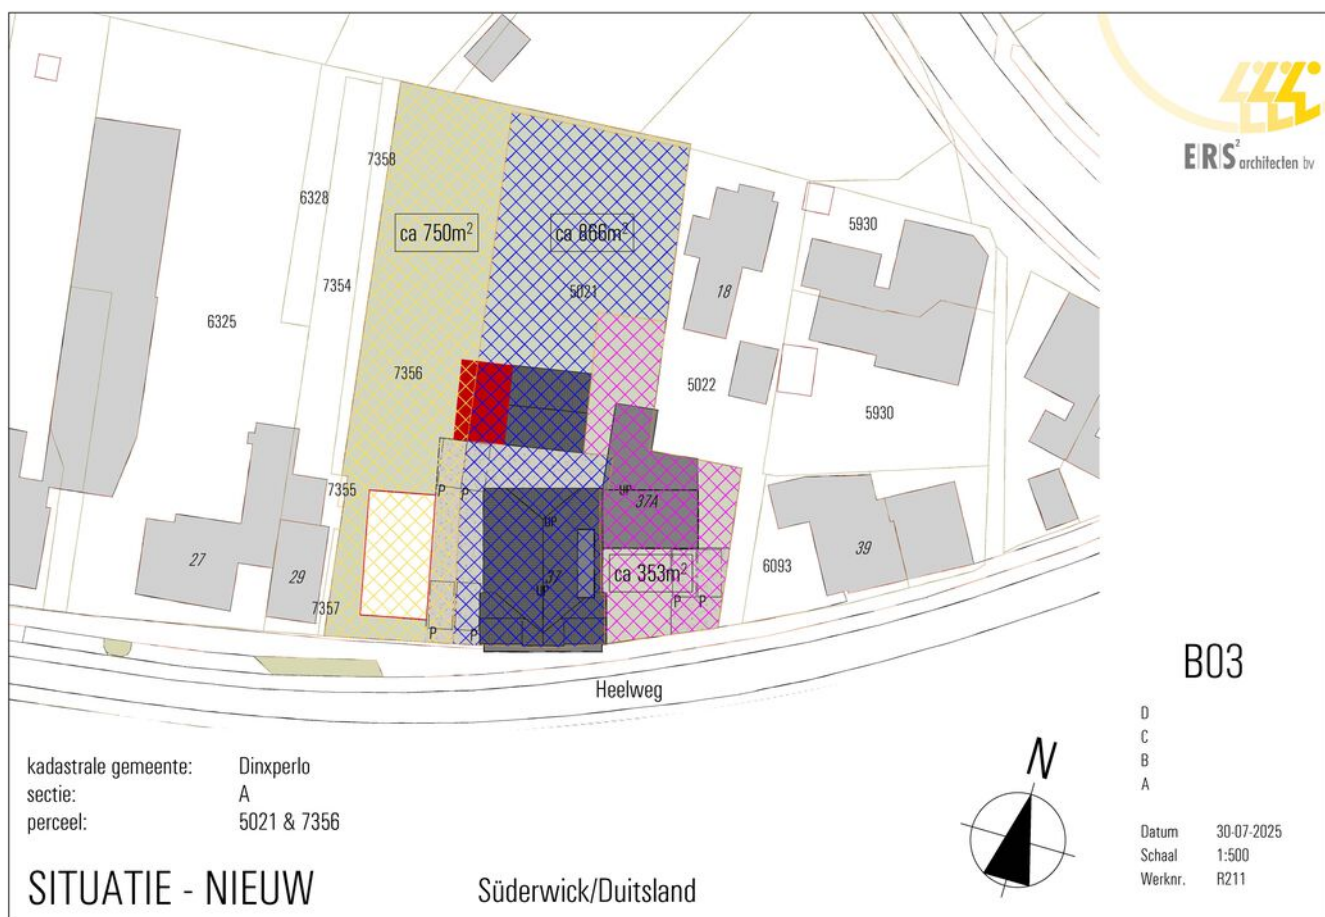 E|R|S² architecten bv
7358
6328
5930
ca 750m²
ca 866m²
7354
5021
18
6325
7356
5022
5930
7355
P
P
UP
37A
UP
27
29
37
UP
ca 353m²
6093
39
7357
P
P
P
P
Heelweg
B03
N
D
C
B
A
kadastrale gemeente: Dinxperlo
sectie: A
perceel: 5021 & 7356
Datum 30-07-2025
Schaal 1:500
Werknr. R211
SITUATIE - NIEUW
Süderwick/Duitsland